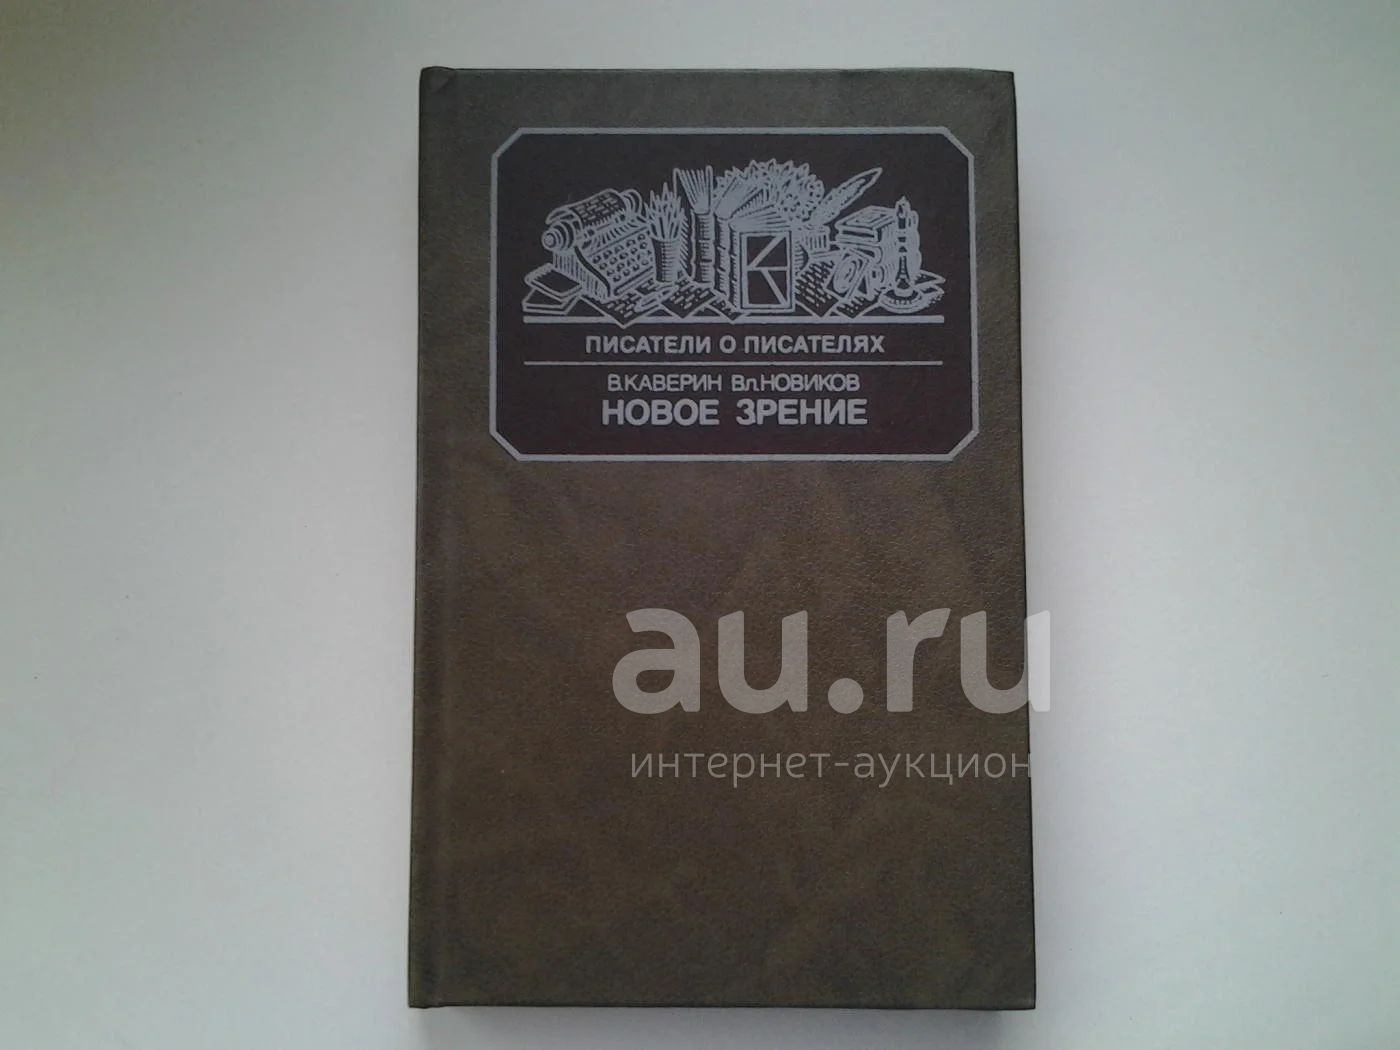 ПИСАТЕЛИ О ПИСАТЕЛЯХ
В.КАВЕРИН Вл.НОВИКОВ
НОВОЕ ЗРЕНИЕ
au.ru
интернет-аукцион